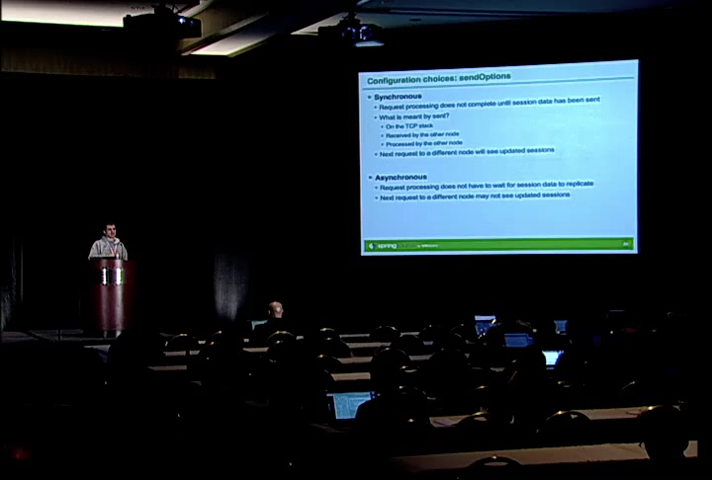 Configuration choices: sendOptions
Synchronous
Request processing does not complete until session data has been sent
What is meant by sent?
On the TCP stack
Received by the other node
Processed by the other node
Next request to a different node will see updated sessions
Asynchronous
Request processing does not have to wait for session data to replicate
Next request to a different node may not see updated sessions
spring